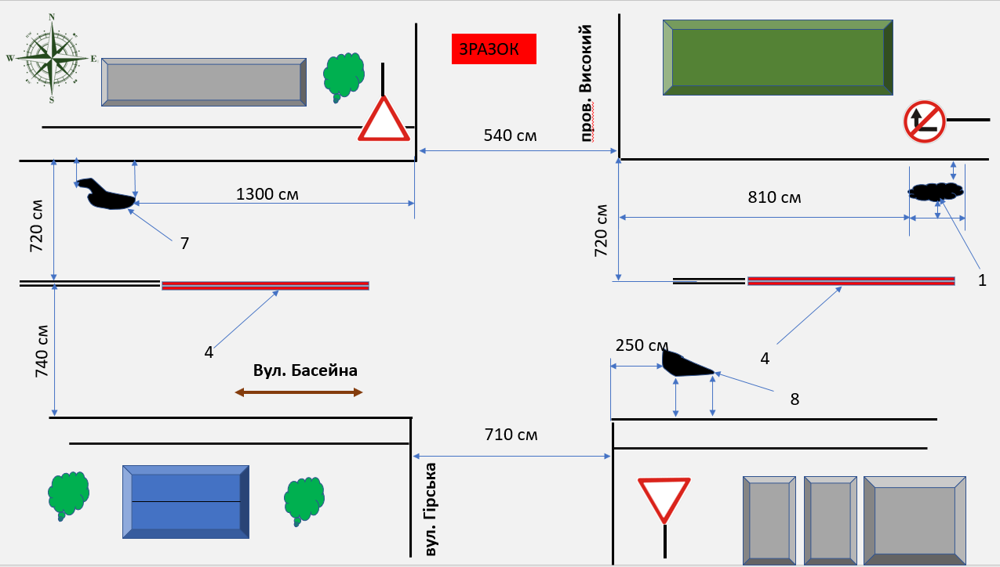 N
W
E
S
ЗРАЗОК
пров. Високий
540 см
1300 см
810 см
720 см
720 см
7
1
4
4
740 см
250 см
Вул. Басейна
8
710 см
вул. Гірська